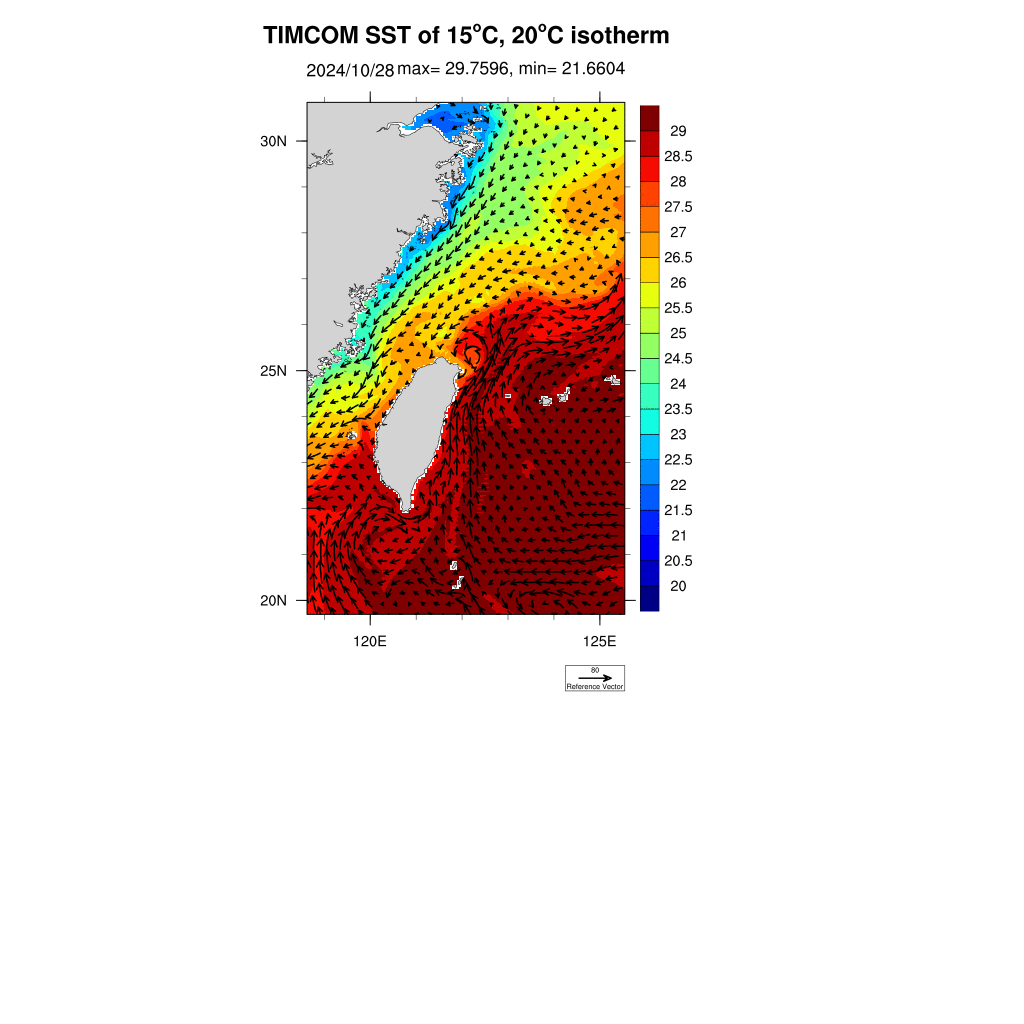 TIMCOM SST of 15°C, 20°C isotherm
2024/10/28 max= 29.7596, min= 21.6604
30N
25N
20N
120E
125E
29
28.5
28
27.5
27
26.5
26
25.5
25
24.5
24
23.5
23
22.5
22
21.5
21
20.5
20
80
Reference Vector